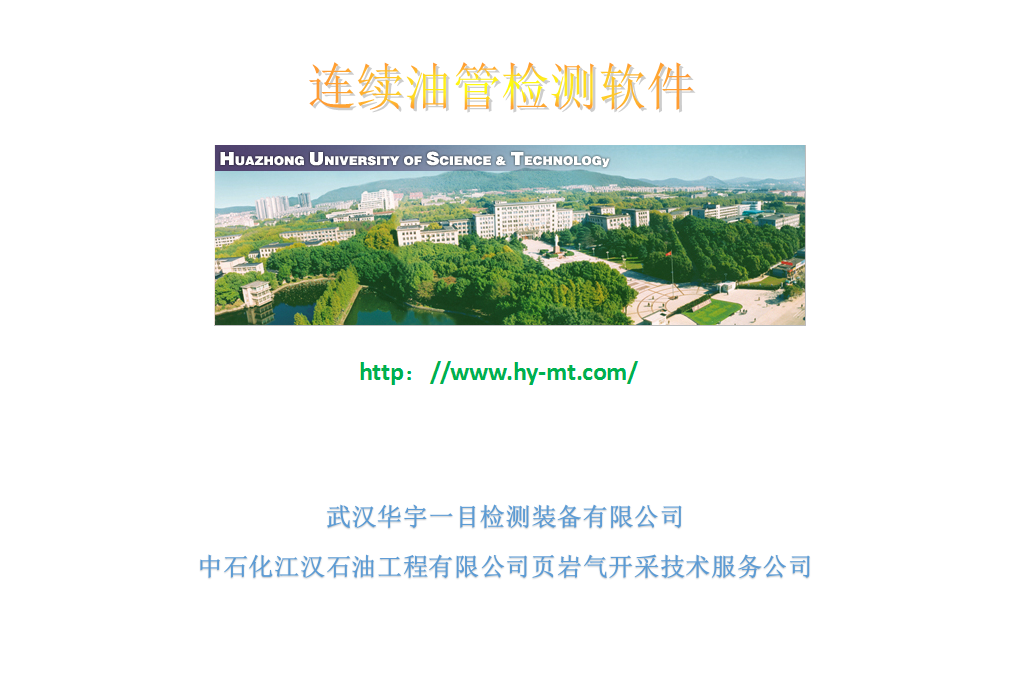 连续油管检测软件
HUAZHONG UNIVERSITY OF SCIENCE & TECHNOLOGy
http：//www.hy-mt.com/
武汉华宇一目检测装备有限公司
中石化江汉石油工程有限公司页岩气开采技术服务公司